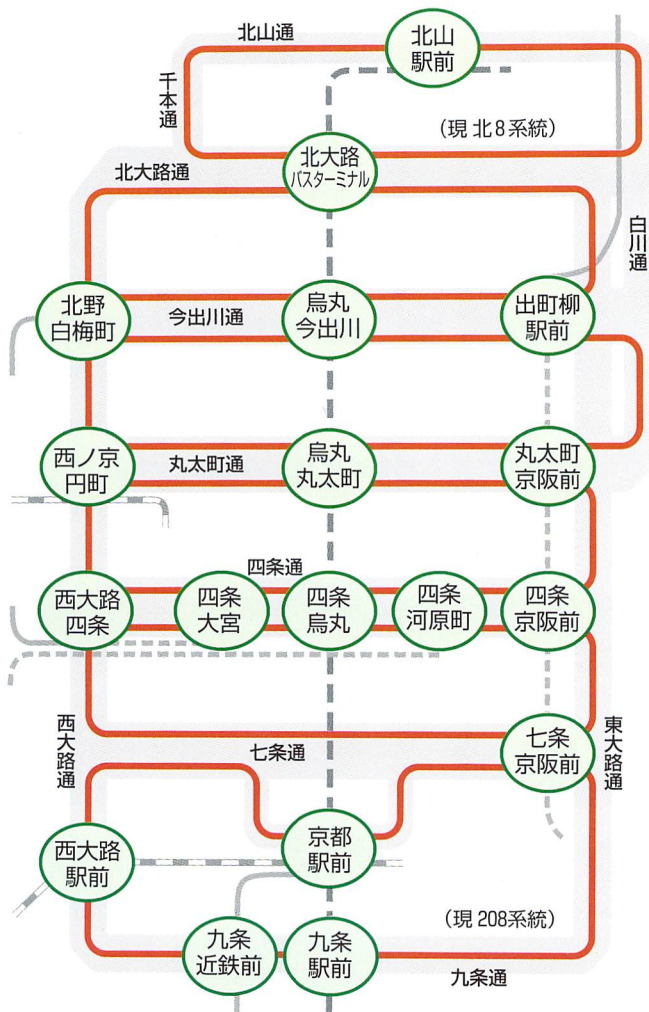 北山通
北山
駅前
千本通
（現 北8系統）
北大路
バスターミナル
北大路通
白川通
北野
白梅町
今出川通
烏丸
今出川
出町柳
駅前
西ノ京
円町
丸太町通
烏丸
丸太町
丸太町
京阪前
四条通
西大路
四条
四条
大宮
四条
烏丸
四条
河原町
四条
京阪前
西大路通
七条通
七条
京阪前
東大路通
西大路
駅前
京都
駅前
（現 208系統）
九条
近鉄前
九条
駅前
九条通